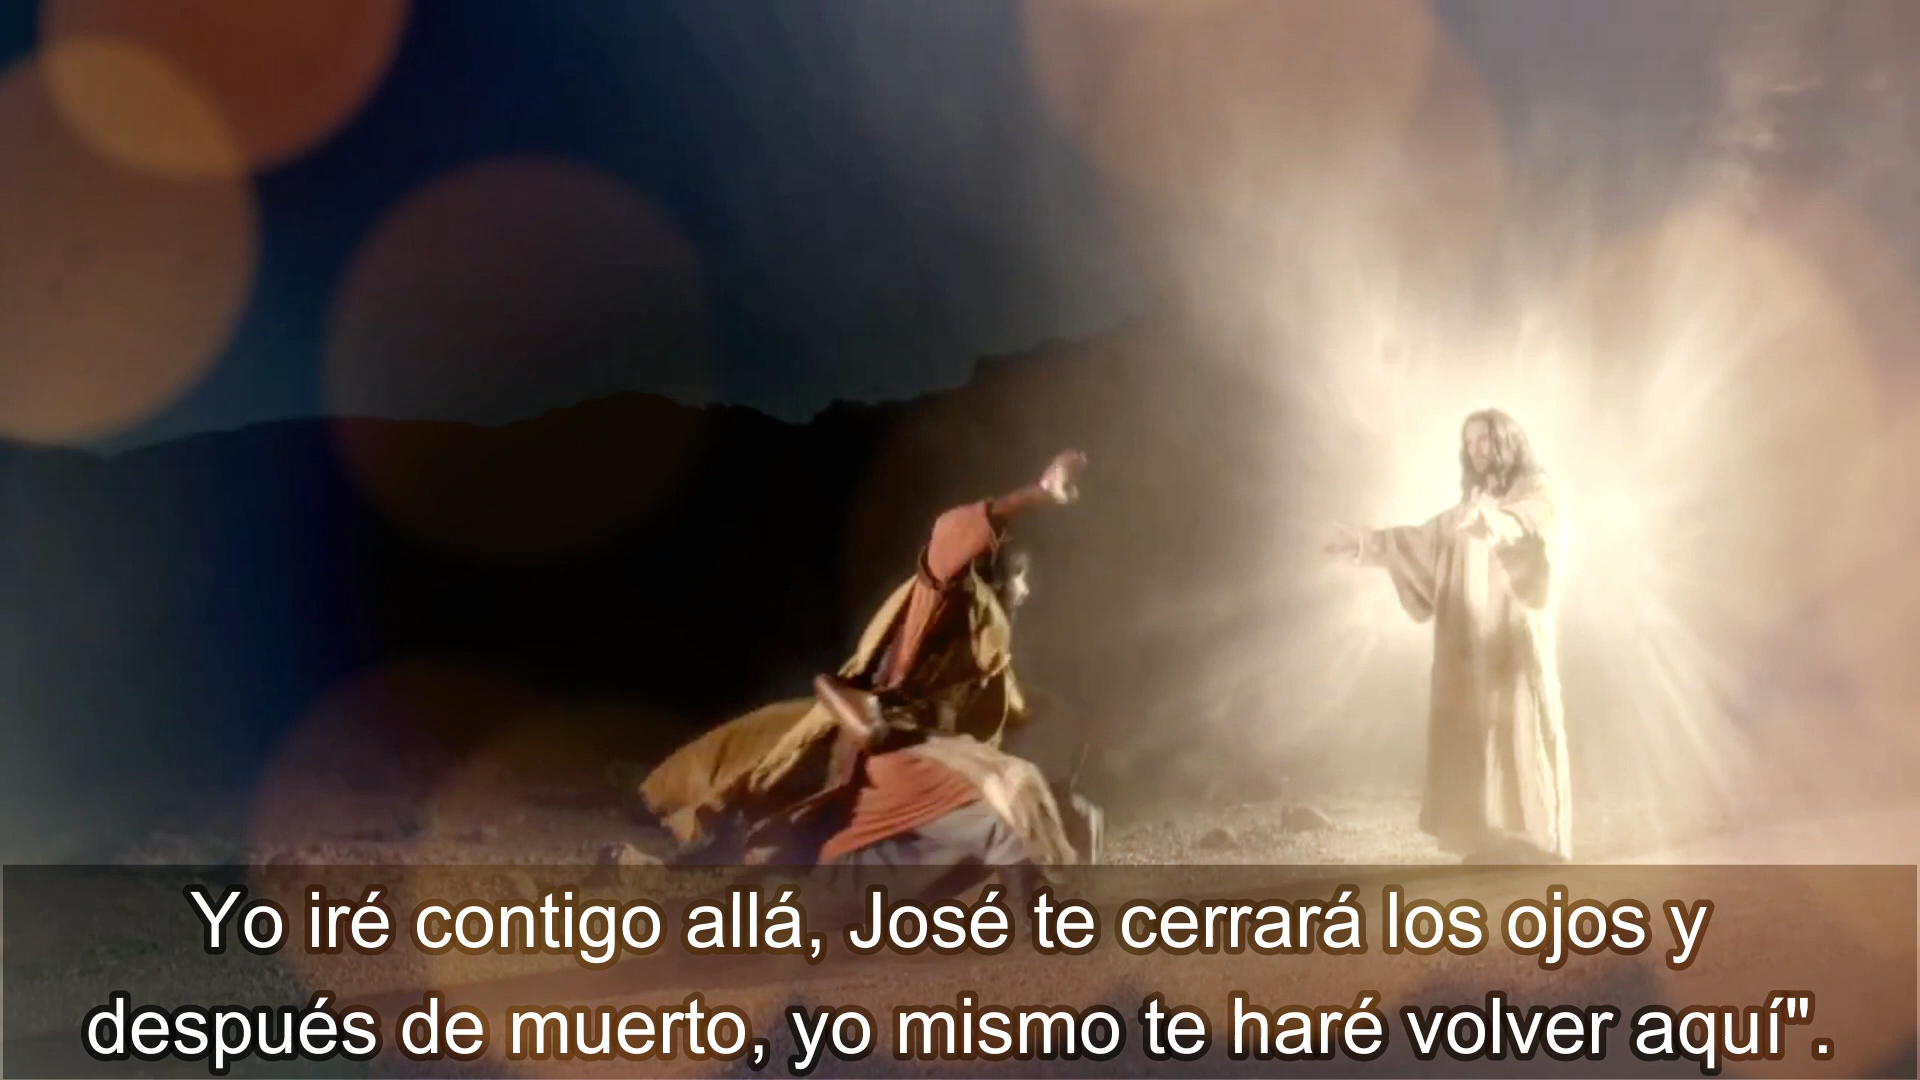 Yo iré contigo allá, José te cerrará los ojos y
después de muerto, yo mismo te haré volver aquí".